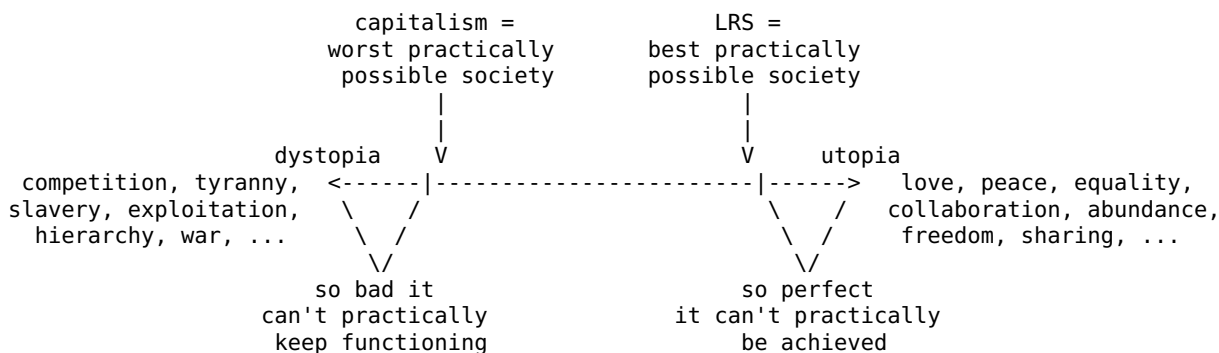 capitalism = LRS =
worst practically best practically
possible society possible society
| |
| |
dystopia V V utopia
competition, tyranny, <------|-----------------------|------> love, peace, equality,
slavery, exploitation, \ / \ / collaboration, abundance,
hierarchy, war, ... \ / \ / freedom, sharing, ...
\/ \/
so bad it so perfect
can't practically it can't practically
keep functioning be achieved